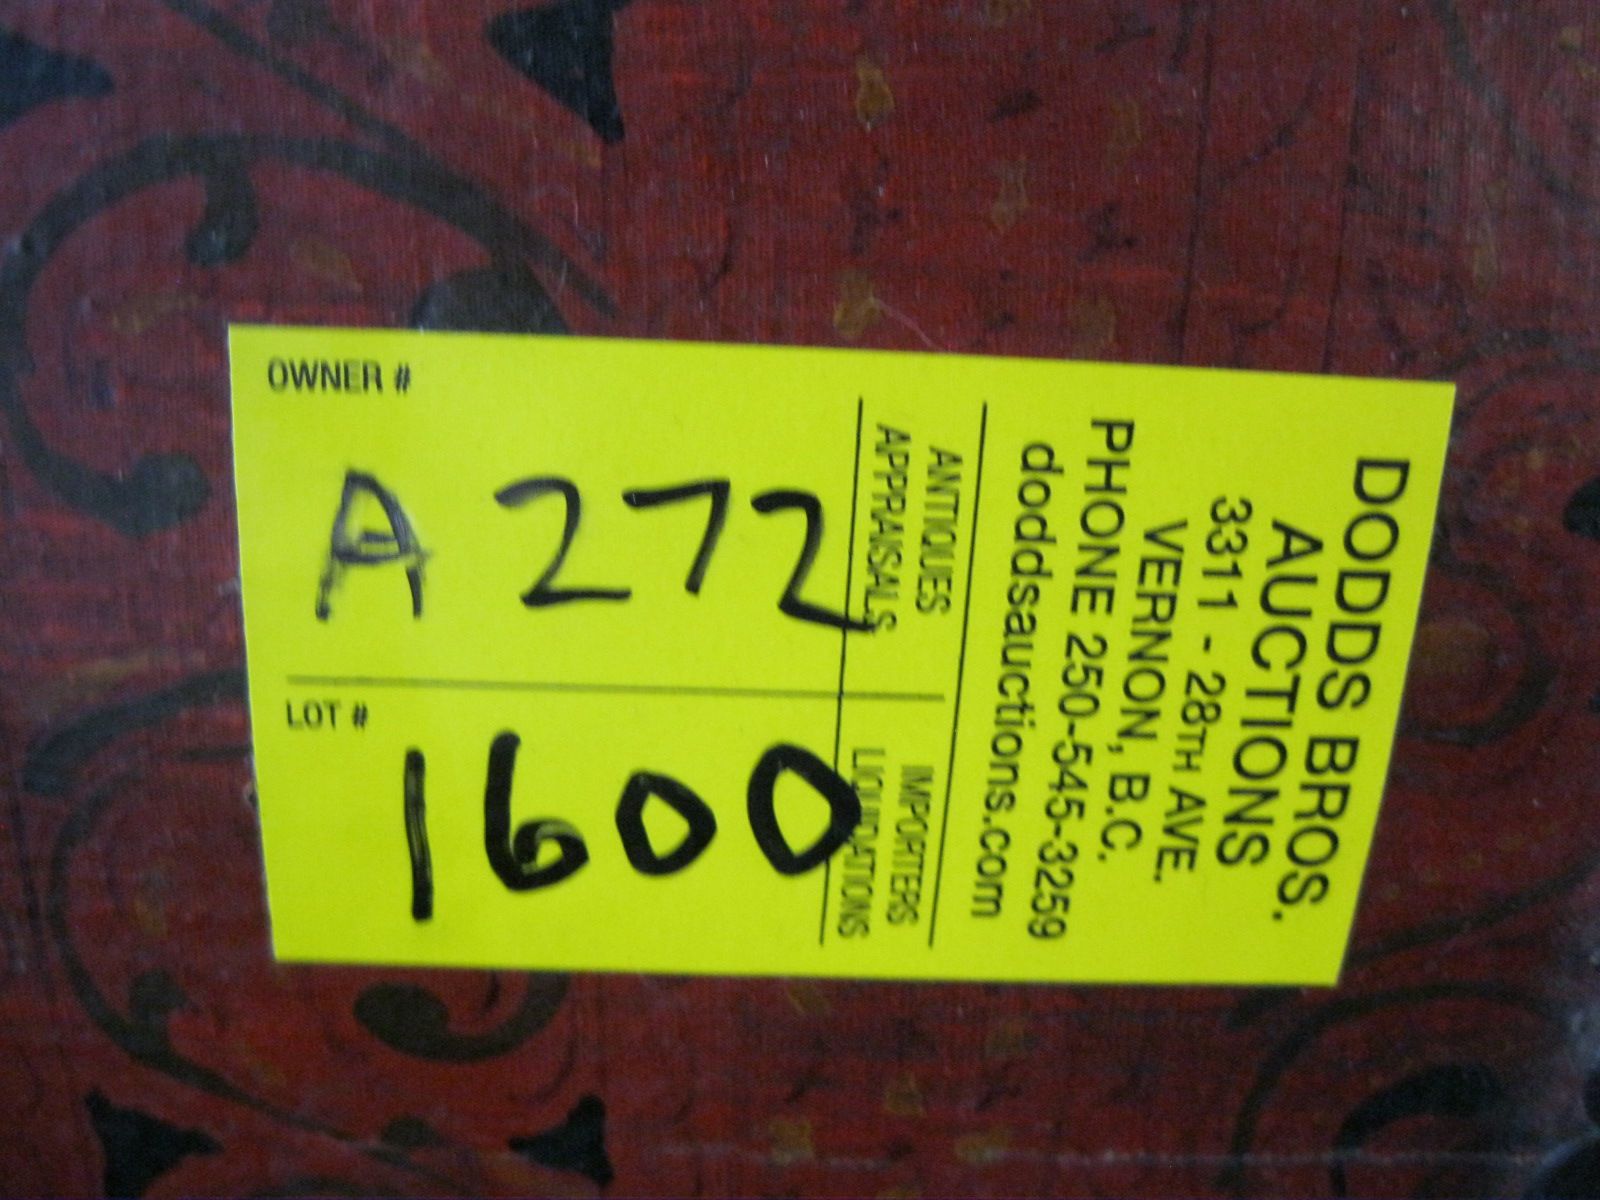 DODDS BROS.
AUCTIONS
3311 - 28TH AVE.
VERNON, B.C.
PHONE 250-545-3259
doddsauctions.com
ANTIQUES
APPRAISALS
IMPORTERS
LIQUIDATIONS
OWNER #
A 272
LOT #
1600